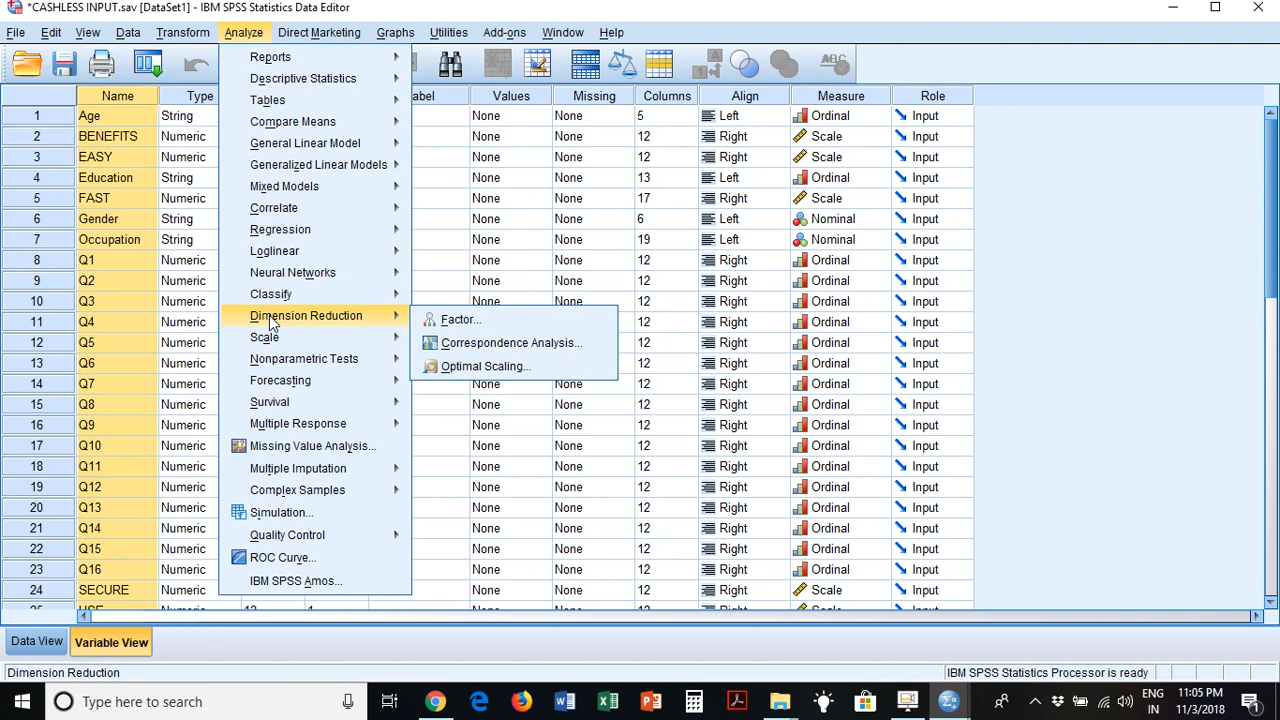 *CASHLESS INPUT.sav [DataSet1] - IBM SPSS Statistics Data Editor
File Edit View Data Transform Analyze Direct Marketing Graphs Utilities Add-ons Window Help
Name Type Label Values Missing Columns Align Measure Role
1 Age String None None 5 Left Ordinal Input
2 BENEFITS Numeric None None 12 Right Scale Input
3 EASY Numeric None None 12 Right Scale Input
4 Education String None None 13 Left Ordinal Input
5 FAST Numeric None None 17 Right Scale Input
6 Gender String None None 6 Left Nominal Input
7 Occupation String None None 19 Left Nominal Input
8 Q1 Numeric None None 12 Right Ordinal Input
9 Q2 Numeric None None 12 Right Ordinal Input
10 Q3 Numeric None None 12 Right Ordinal Input
11 Q4 Numeric None None 12 Right Ordinal Input
12 Q5 Numeric None None 12 Right Ordinal Input
13 Q6 Numeric None None 12 Right Ordinal Input
14 Q7 Numeric None None 12 Right Ordinal Input
15 Q8 Numeric None None 12 Right Ordinal Input
16 Q9 Numeric None None 12 Right Ordinal Input
17 Q10 Numeric None None 12 Right Ordinal Input
18 Q11 Numeric None None 12 Right Ordinal Input
19 Q12 Numeric None None 12 Right Ordinal Input
20 Q13 Numeric None None 12 Right Ordinal Input
21 Q14 Numeric None None 12 Right Ordinal Input
22 Q15 Numeric None None 12 Right Ordinal Input
23 Q16 Numeric None None 12 Right Ordinal Input
24 SECURE Numeric None None 12 Right Scale Input
Reports
Descriptive Statistics
Tables
Compare Means
General Linear Model
Generalized Linear Models
Mixed Models
Correlate
Regression
Loglinear
Neural Networks
Classify
Dimension Reduction
Scale
Nonparametric Tests
Forecasting
Survival
Multiple Response
Missing Value Analysis...
Multiple Imputation
Complex Samples
Simulation...
Quality Control
ROC Curve...
IBM SPSS Amos...
Factor...
Correspondence Analysis...
Optimal Scaling...
Data View Variable View
Dimension Reduction IBM SPSS Statistics Processor is ready
Type here to search
ENG
IN
11:05 PM
11/3/2018